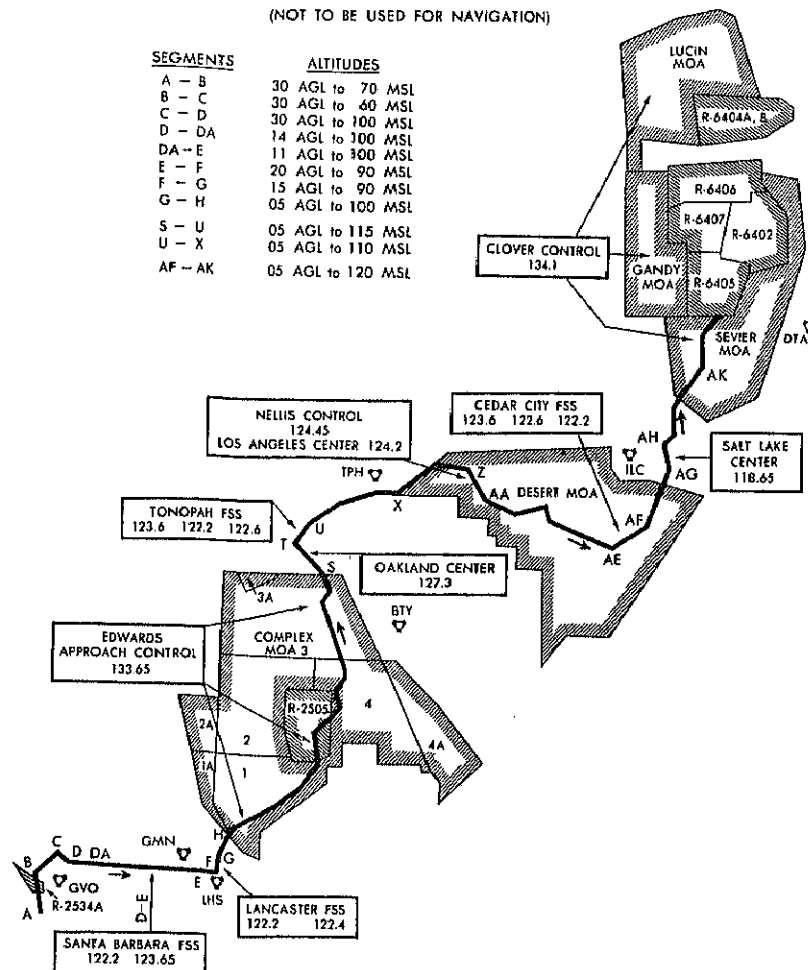 (NOT TO BE USED FOR NAVIGATION)
SEGMENTS ALTITUDES
A – B 30 AGL to 70 MSL
B – C 30 AGL to 60 MSL
C – D 30 AGL to 100 MSL
D – DA 14 AGL to 100 MSL
DA – E 11 AGL to 100 MSL
E – F 20 AGL to 90 MSL
F – G 15 AGL to 90 MSL
G – H 05 AGL to 100 MSL
S – U 05 AGL to 115 MSL
U – X 05 AGL to 110 MSL
AF – AK 05 AGL to 120 MSL
LUCIN
MOA
R-6404A, B
R-6406
R-6407
R-6402
CLOVER CONTROL
134.1
GANDY
MOA
R-6405
SEVIER
MOA
DTA
AK
NELLIS CONTROL
124.45
LOS ANGELES CENTER 124.2
CEDAR CITY FSS
123.6 122.6 122.2
AH
ILC
SALT LAKE
CENTER
118.65
AG
TPH
Z
X
AA
DESERT MOA
TONOPAH FSS
123.6 122.2 122.6
U
T
AF
AE
S
OAKLAND CENTER
127.3
3A
BTY
EDWARDS
APPROACH CONTROL
133.65
COMPLEX
MOA 3
R-2505
4
2A
2
4A
1A
1
H
C
D
DA
GMN
F
G
B
GVO
E
LHS
R-2534A
A
D-E
LANCASTER FSS
122.2 122.4
SANTA BARBARA FSS
122.2 123.65